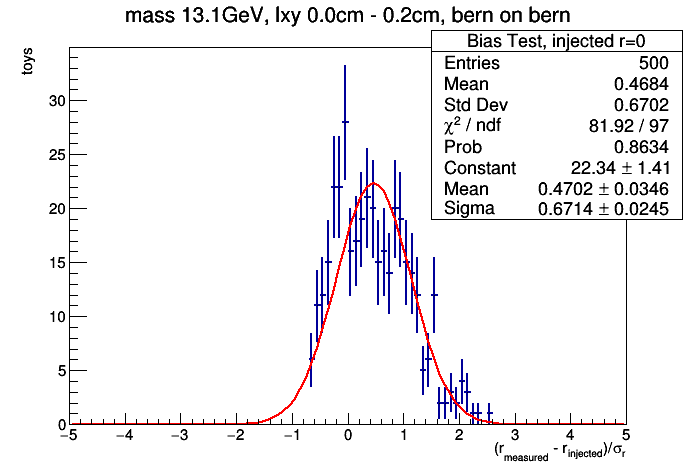 mass 13.1GeV, lxy 0.0cm - 0.2cm, bern on bern
Bias Test, injected r=0
Entries 500
Mean 0.4684
Std Dev 0.6702
χ² / ndf 81.92 / 97
Prob 0.8634
Constant 22.34 ± 1.41
Mean 0.4702 ± 0.0346
Sigma 0.6714 ± 0.0245
toys
30
25
20
15
10
5
0
−5 −4 −3 −2 −1 0 1 2 3 4 5
(r_measured - r_injected)/σ_r